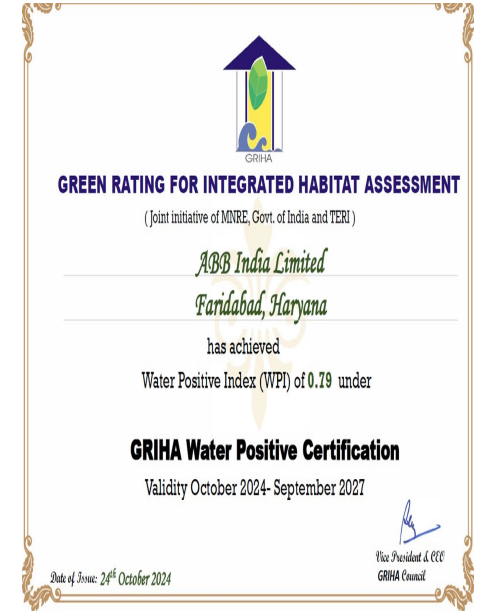 GRIHA
GREEN RATING FOR INTEGRATED HABITAT ASSESSMENT
( Joint initiative of MNRE, Govt. of India and TERI )
ABB India Limited
Faridabad, Haryana
has achieved
Water Positive Index (WPI) of 0.79 under
GRIHA Water Positive Certification
Validity October 2024- September 2027
Vice President & CEO
GRIHA Council
Date of Issue: 24th October 2024